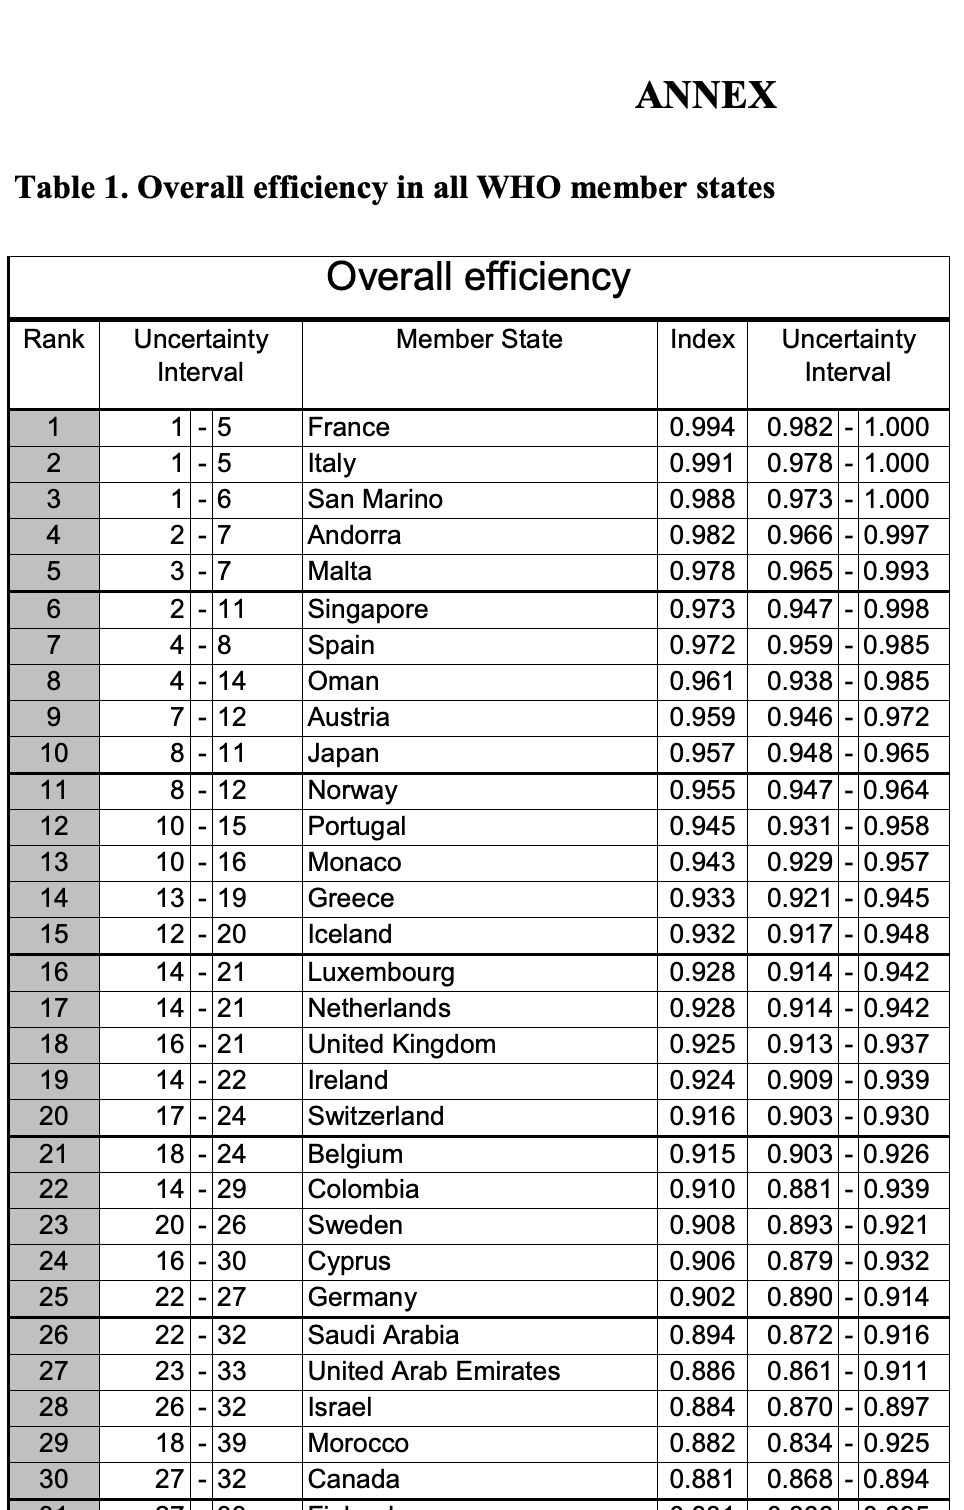 ANNEX
Table 1. Overall efficiency in all WHO member states
Overall efficiency
Rank Uncertainty Interval Member State Index Uncertainty Interval
1 1 - 5 France 0.994 0.982 - 1.000
2 1 - 5 Italy 0.991 0.978 - 1.000
3 1 - 6 San Marino 0.988 0.973 - 1.000
4 2 - 7 Andorra 0.982 0.966 - 0.997
5 3 - 7 Malta 0.978 0.965 - 0.993
6 2 - 11 Singapore 0.973 0.947 - 0.998
7 4 - 8 Spain 0.972 0.959 - 0.985
8 4 - 14 Oman 0.961 0.938 - 0.985
9 7 - 12 Austria 0.959 0.946 - 0.972
10 8 - 11 Japan 0.957 0.948 - 0.965
11 8 - 12 Norway 0.955 0.947 - 0.964
12 10 - 15 Portugal 0.945 0.931 - 0.958
13 10 - 16 Monaco 0.943 0.929 - 0.957
14 13 - 19 Greece 0.933 0.921 - 0.945
15 12 - 20 Iceland 0.932 0.917 - 0.948
16 14 - 21 Luxembourg 0.928 0.914 - 0.942
17 14 - 21 Netherlands 0.928 0.914 - 0.942
18 16 - 21 United Kingdom 0.925 0.913 - 0.937
19 14 - 22 Ireland 0.924 0.909 - 0.939
20 17 - 24 Switzerland 0.916 0.903 - 0.930
21 18 - 24 Belgium 0.915 0.903 - 0.926
22 14 - 29 Colombia 0.910 0.881 - 0.939
23 20 - 26 Sweden 0.908 0.893 - 0.921
24 16 - 30 Cyprus 0.906 0.879 - 0.932
25 22 - 27 Germany 0.902 0.890 - 0.914
26 22 - 32 Saudi Arabia 0.894 0.872 - 0.916
27 23 - 33 United Arab Emirates 0.886 0.861 - 0.911
28 26 - 32 Israel 0.884 0.870 - 0.897
29 18 - 39 Morocco 0.882 0.834 - 0.925
30 27 - 32 Canada 0.881 0.868 - 0.894